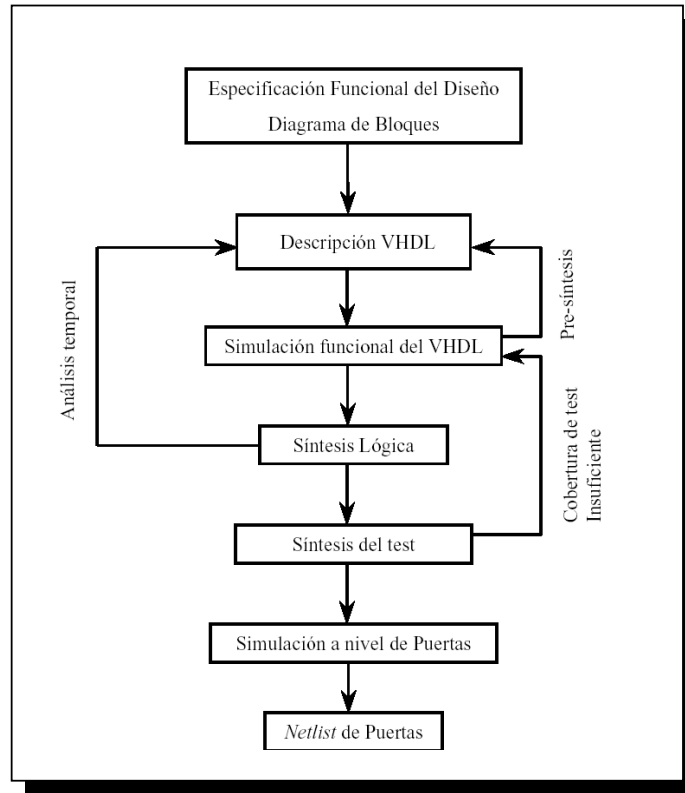 Especificación Funcional del Diseño
Diagrama de Bloques
Descripción VHDL
Pre-síntesis
Análisis temporal
Simulación funcional del VHDL
Síntesis Lógica
Cobertura de test
Insuficiente
Síntesis del test
Simulación a nivel de Puertas
Netlist de Puertas